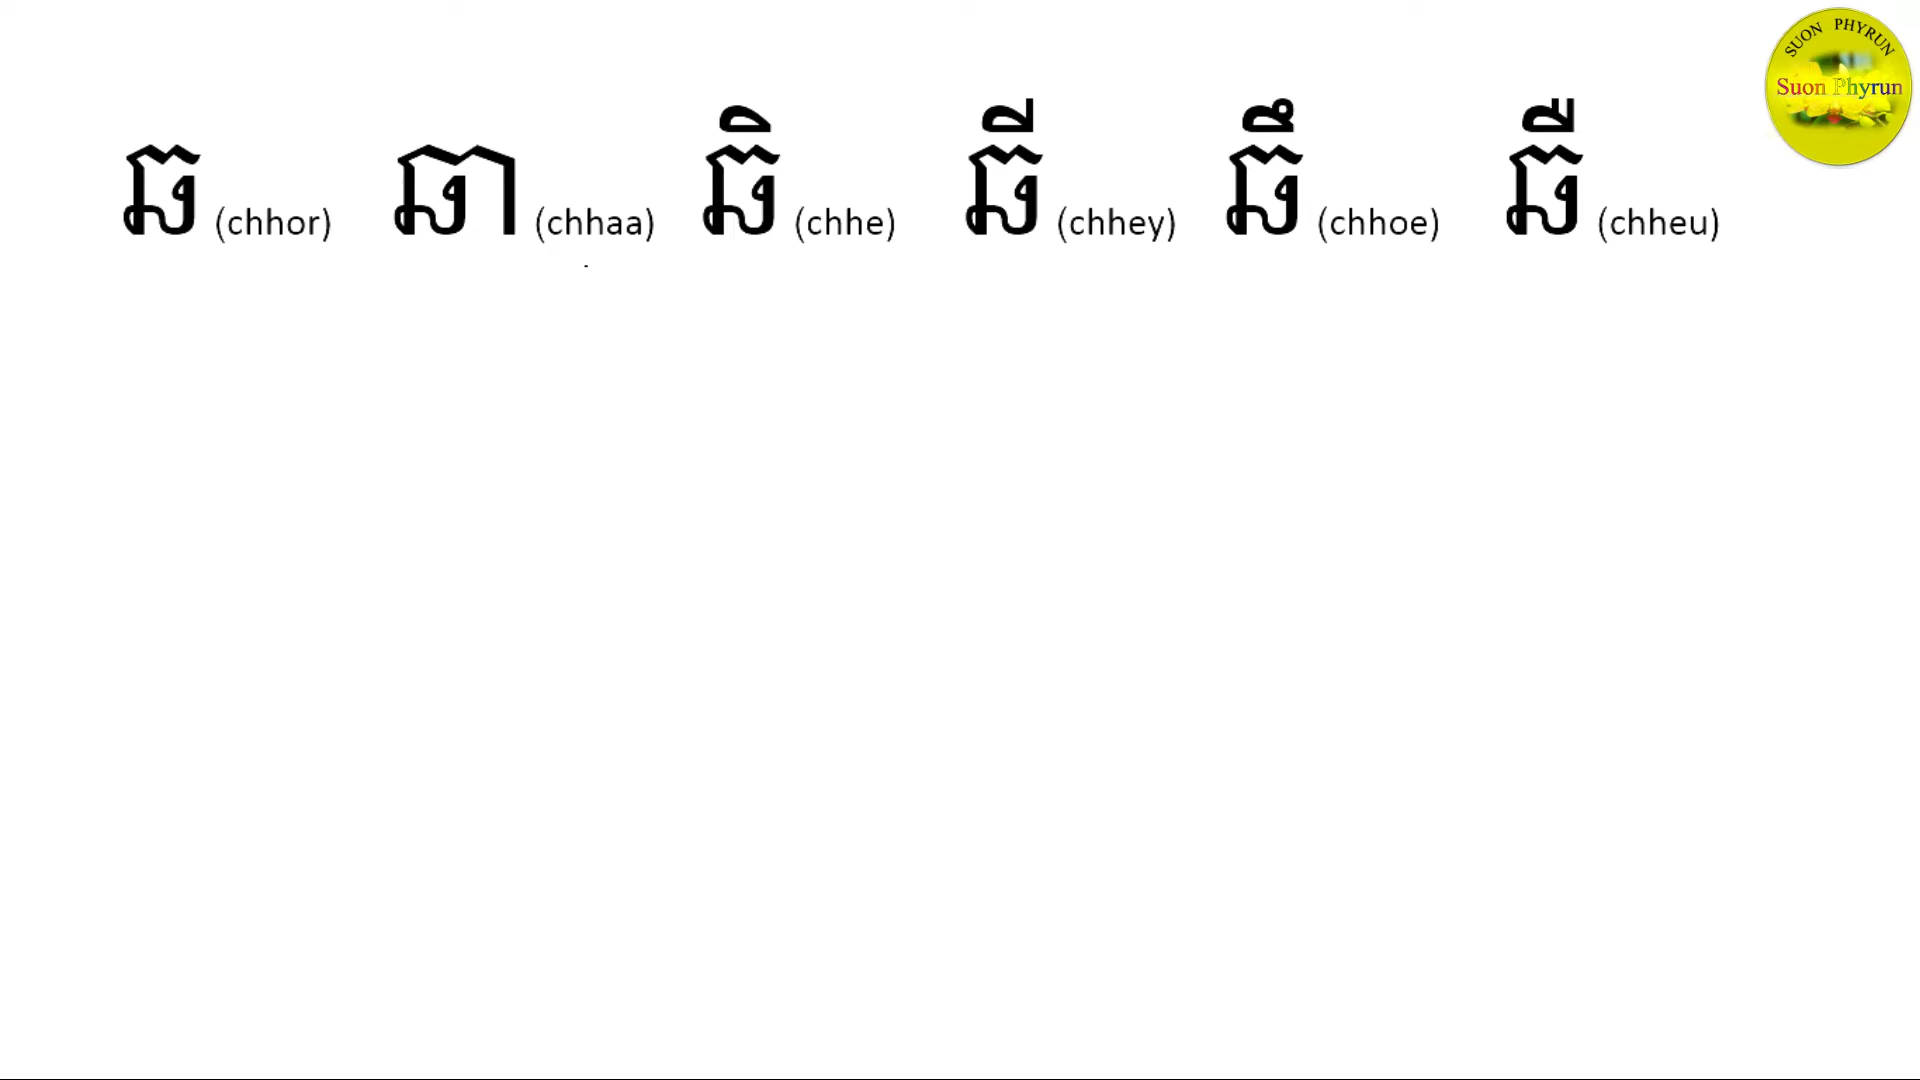 ឆ (chhor) ឆា (chhaa) ឆិ (chhe) ឆី (chhey) ឆឹ (chhoe) ឆឺ (chheu)
SUON PHYRUN
Suon Phyrun